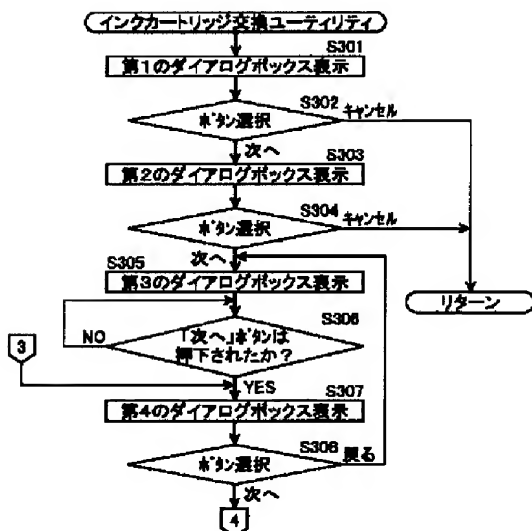 インクカートリッジ交換ユーティリティ
S301
第1のダイアログボックス表示
S302
ボタン選択
キャンセル
次へ
S303
第2のダイアログボックス表示
S304
ボタン選択
キャンセル
次へ
S305
第3のダイアログボックス表示
リターン
S306
「次へ」ボタンは
押下されたか?
NO
3
YES
S307
第4のダイアログボックス表示
S308
ボタン選択
戻る
次へ
4